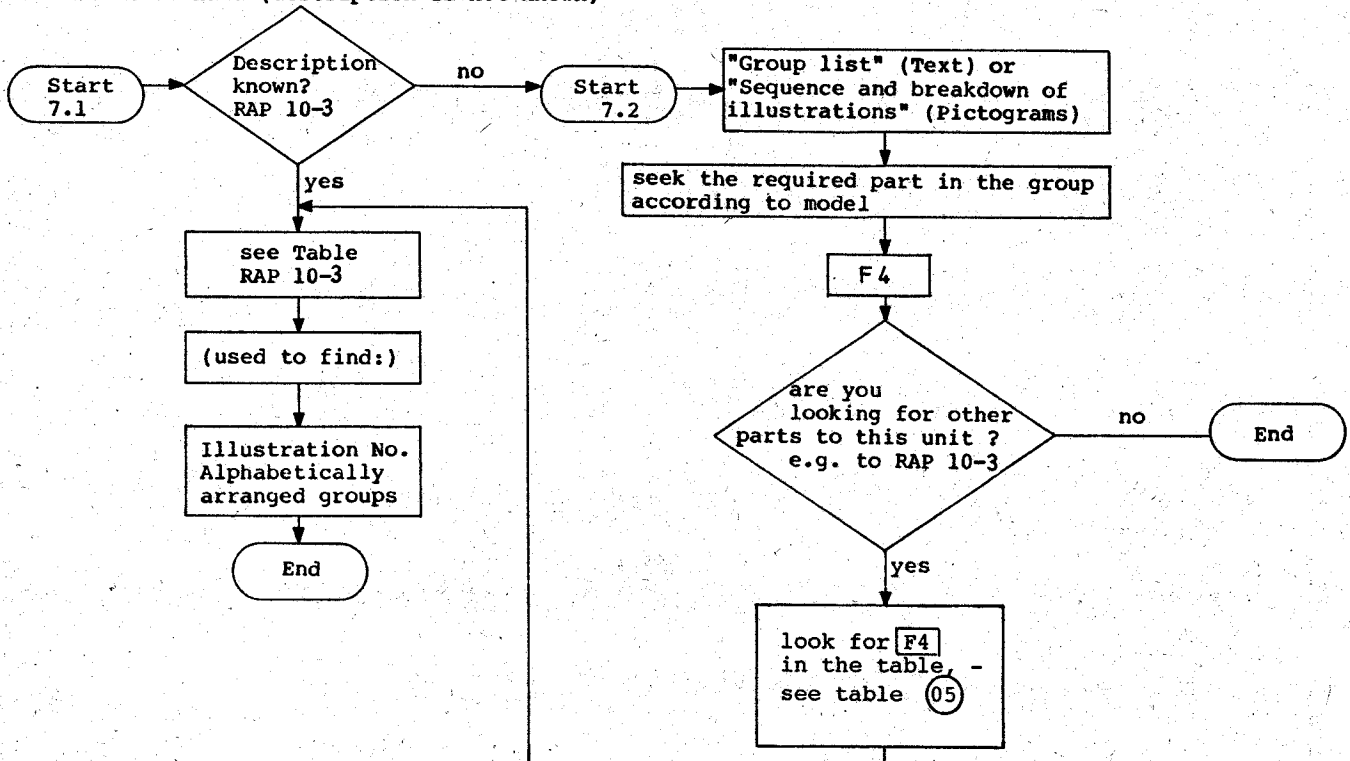 Start
7.1
Description
known?
RAP 10-3
no
Start
7.2
"Group list" (Text) or
"Sequence and breakdown of
illustrations" (Pictograms)
yes
seek the required part in the group
according to model
see Table
RAP 10-3
F4
(used to find:)
are you
looking for other
parts to this unit ?
e.g. to RAP 10-3
no
End
Illustration No.
Alphabetically
arranged groups
End
yes
look for F4
in the table, -
see table 05